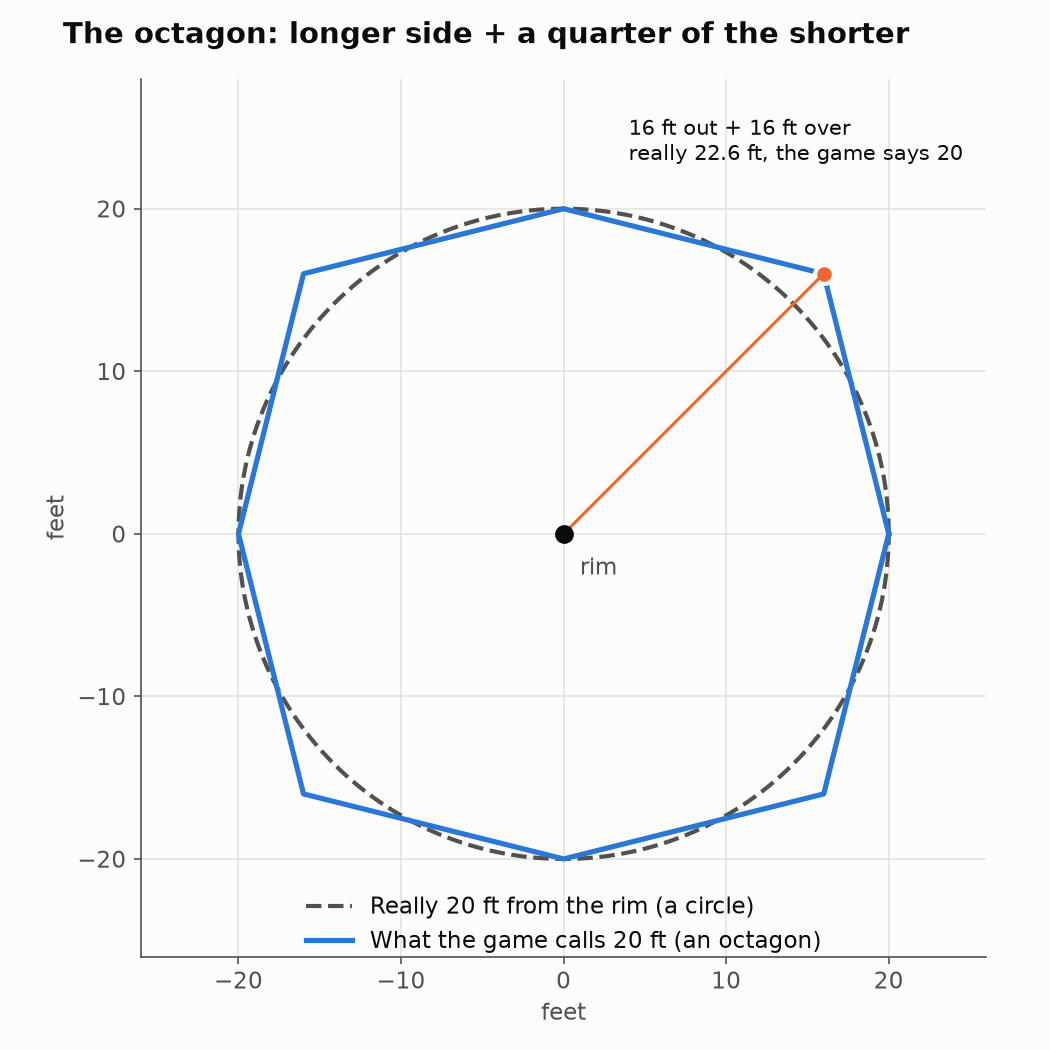 The octagon: longer side + a quarter of the shorter
16 ft out + 16 ft over
really 22.6 ft, the game says 20
20
10
0
−10
−20
feet
rim
Really 20 ft from the rim (a circle)
What the game calls 20 ft (an octagon)
−20 −10 0 10 20
feet